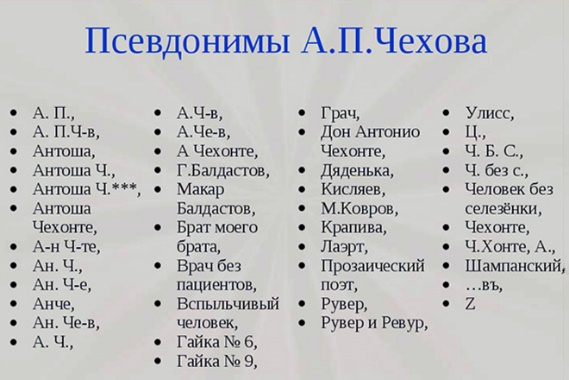 Псевдонимы А.П.Чехова
А. П.,
А. П.Ч-в,
Антоша,
Антоша Ч.,
Антоша Ч.***,
Антоша
Чехонте,
А-н Ч-те,
Ан. Ч.,
Ан. Ч-е,
Анче,
Ан. Че-в,
А. Ч.,
А.Ч-в,
А.Че-в,
А Чехонте,
Г.Балдастов,
Макар
Балдастов,
Брат моего
брата,
Врач без
пациентов,
Вспыльчивый
человек,
Гайка № 6,
Гайка № 9,
Грач,
Дон Антонио
Чехонте,
Дяденька,
Кисляев,
М.Ковров,
Крапива,
Лаэрт,
Прозаический
поэт,
Рувер,
Рувер и Ревур,
Улисс,
Ц.,
Ч. Б. С.,
Ч. без с.,
Человек без
селезёнки,
Чехонте,
Ч.Хонте, А.,
Шампанский,
…въ,
Z